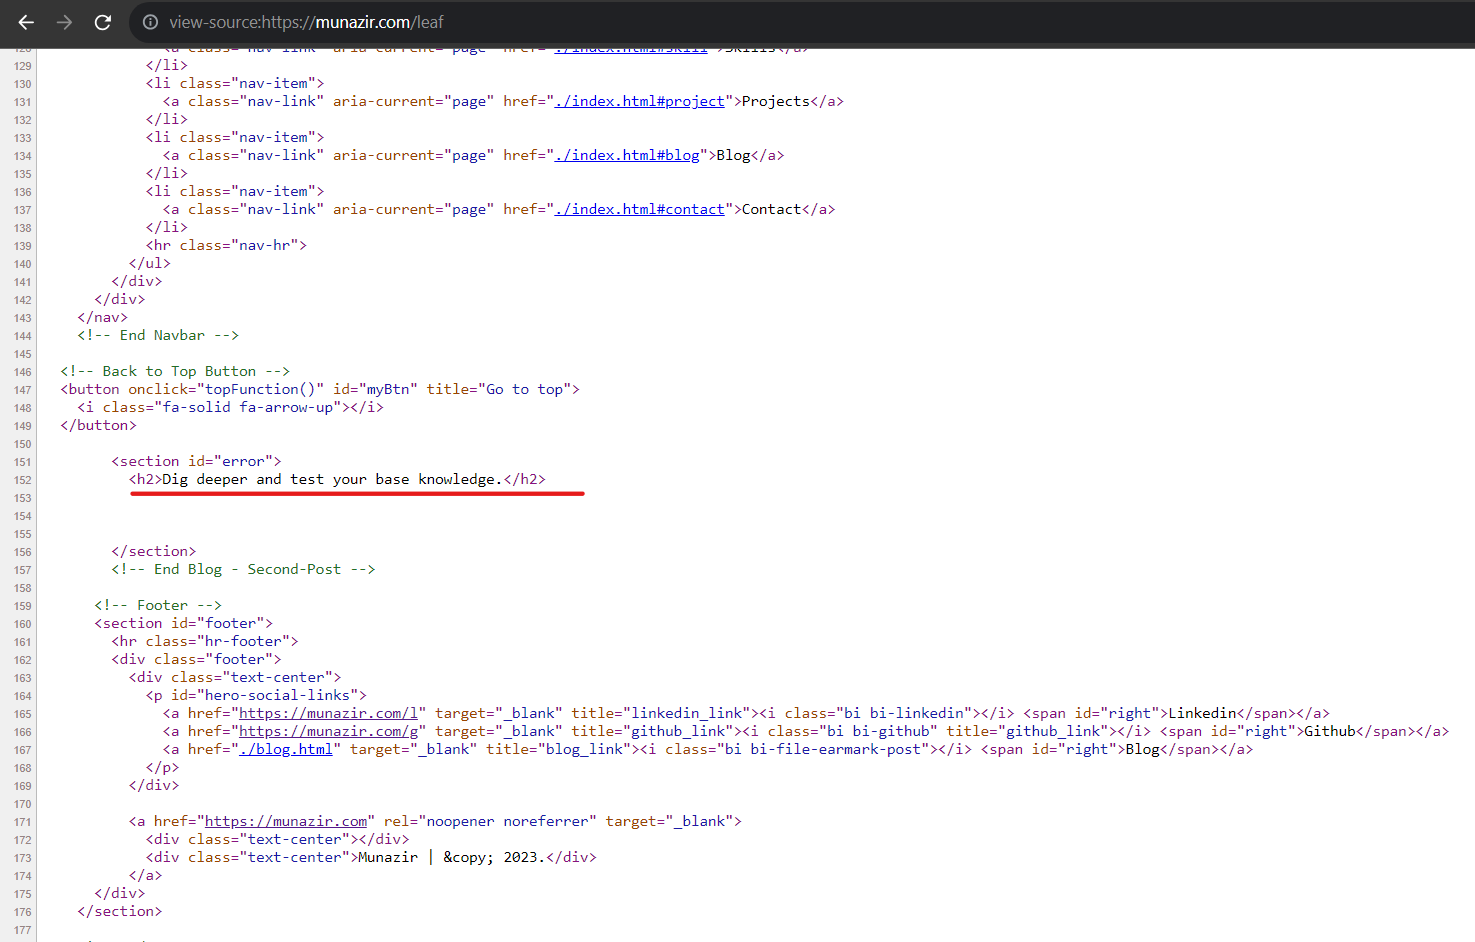 view-source:https://munazir.com/leaf
128 <a class="nav-link" aria-current="page" href="./index.html#skill">Skills</a>
129 </li>
130 <li class="nav-item">
131 <a class="nav-link" aria-current="page" href="./index.html#project">Projects</a>
132 </li>
133 <li class="nav-item">
134 <a class="nav-link" aria-current="page" href="./index.html#blog">Blog</a>
135 </li>
136 <li class="nav-item">
137 <a class="nav-link" aria-current="page" href="./index.html#contact">Contact</a>
138 </li>
139 <hr class="nav-hr">
140 </ul>
141 </div>
142 </div>
143 </nav>
144 <!-- End Navbar -->
145
146 <!-- Back to Top Button -->
147 <button onclick="topFunction()" id="myBtn" title="Go to top">
148 <i class="fa-solid fa-arrow-up"></i>
149 </button>
150
151 <section id="error">
152 <h2>Dig deeper and test your base knowledge.</h2>
153
154
155
156 </section>
157 <!-- End Blog - Second-Post -->
158
159 <!-- Footer -->
160 <section id="footer">
161 <hr class="hr-footer">
162 <div class="footer">
163 <div class="text-center">
164 <p id="hero-social-links">
165 <a href="https://munazir.com/l" target="_blank" title="linkedin_link"><i class="bi bi-linkedin"></i> <span id="right">Linkedin</span></a>
166 <a href="https://munazir.com/g" target="_blank" title="github_link"><i class="bi bi-github" title="github_link"></i> <span id="right">Github</span></a>
167 <a href="./blog.html" target="_blank" title="blog_link"><i class="bi bi-file-earmark-post"></i> <span id="right">Blog</span></a>
168 </p>
169 </div>
170
171 <a href="https://munazir.com" rel="noopener noreferrer" target="_blank">
172 <div class="text-center"></div>
173 <div class="text-center">Munazir | &copy; 2023.</div>
174 </a>
175 </div>
176 </section>
177